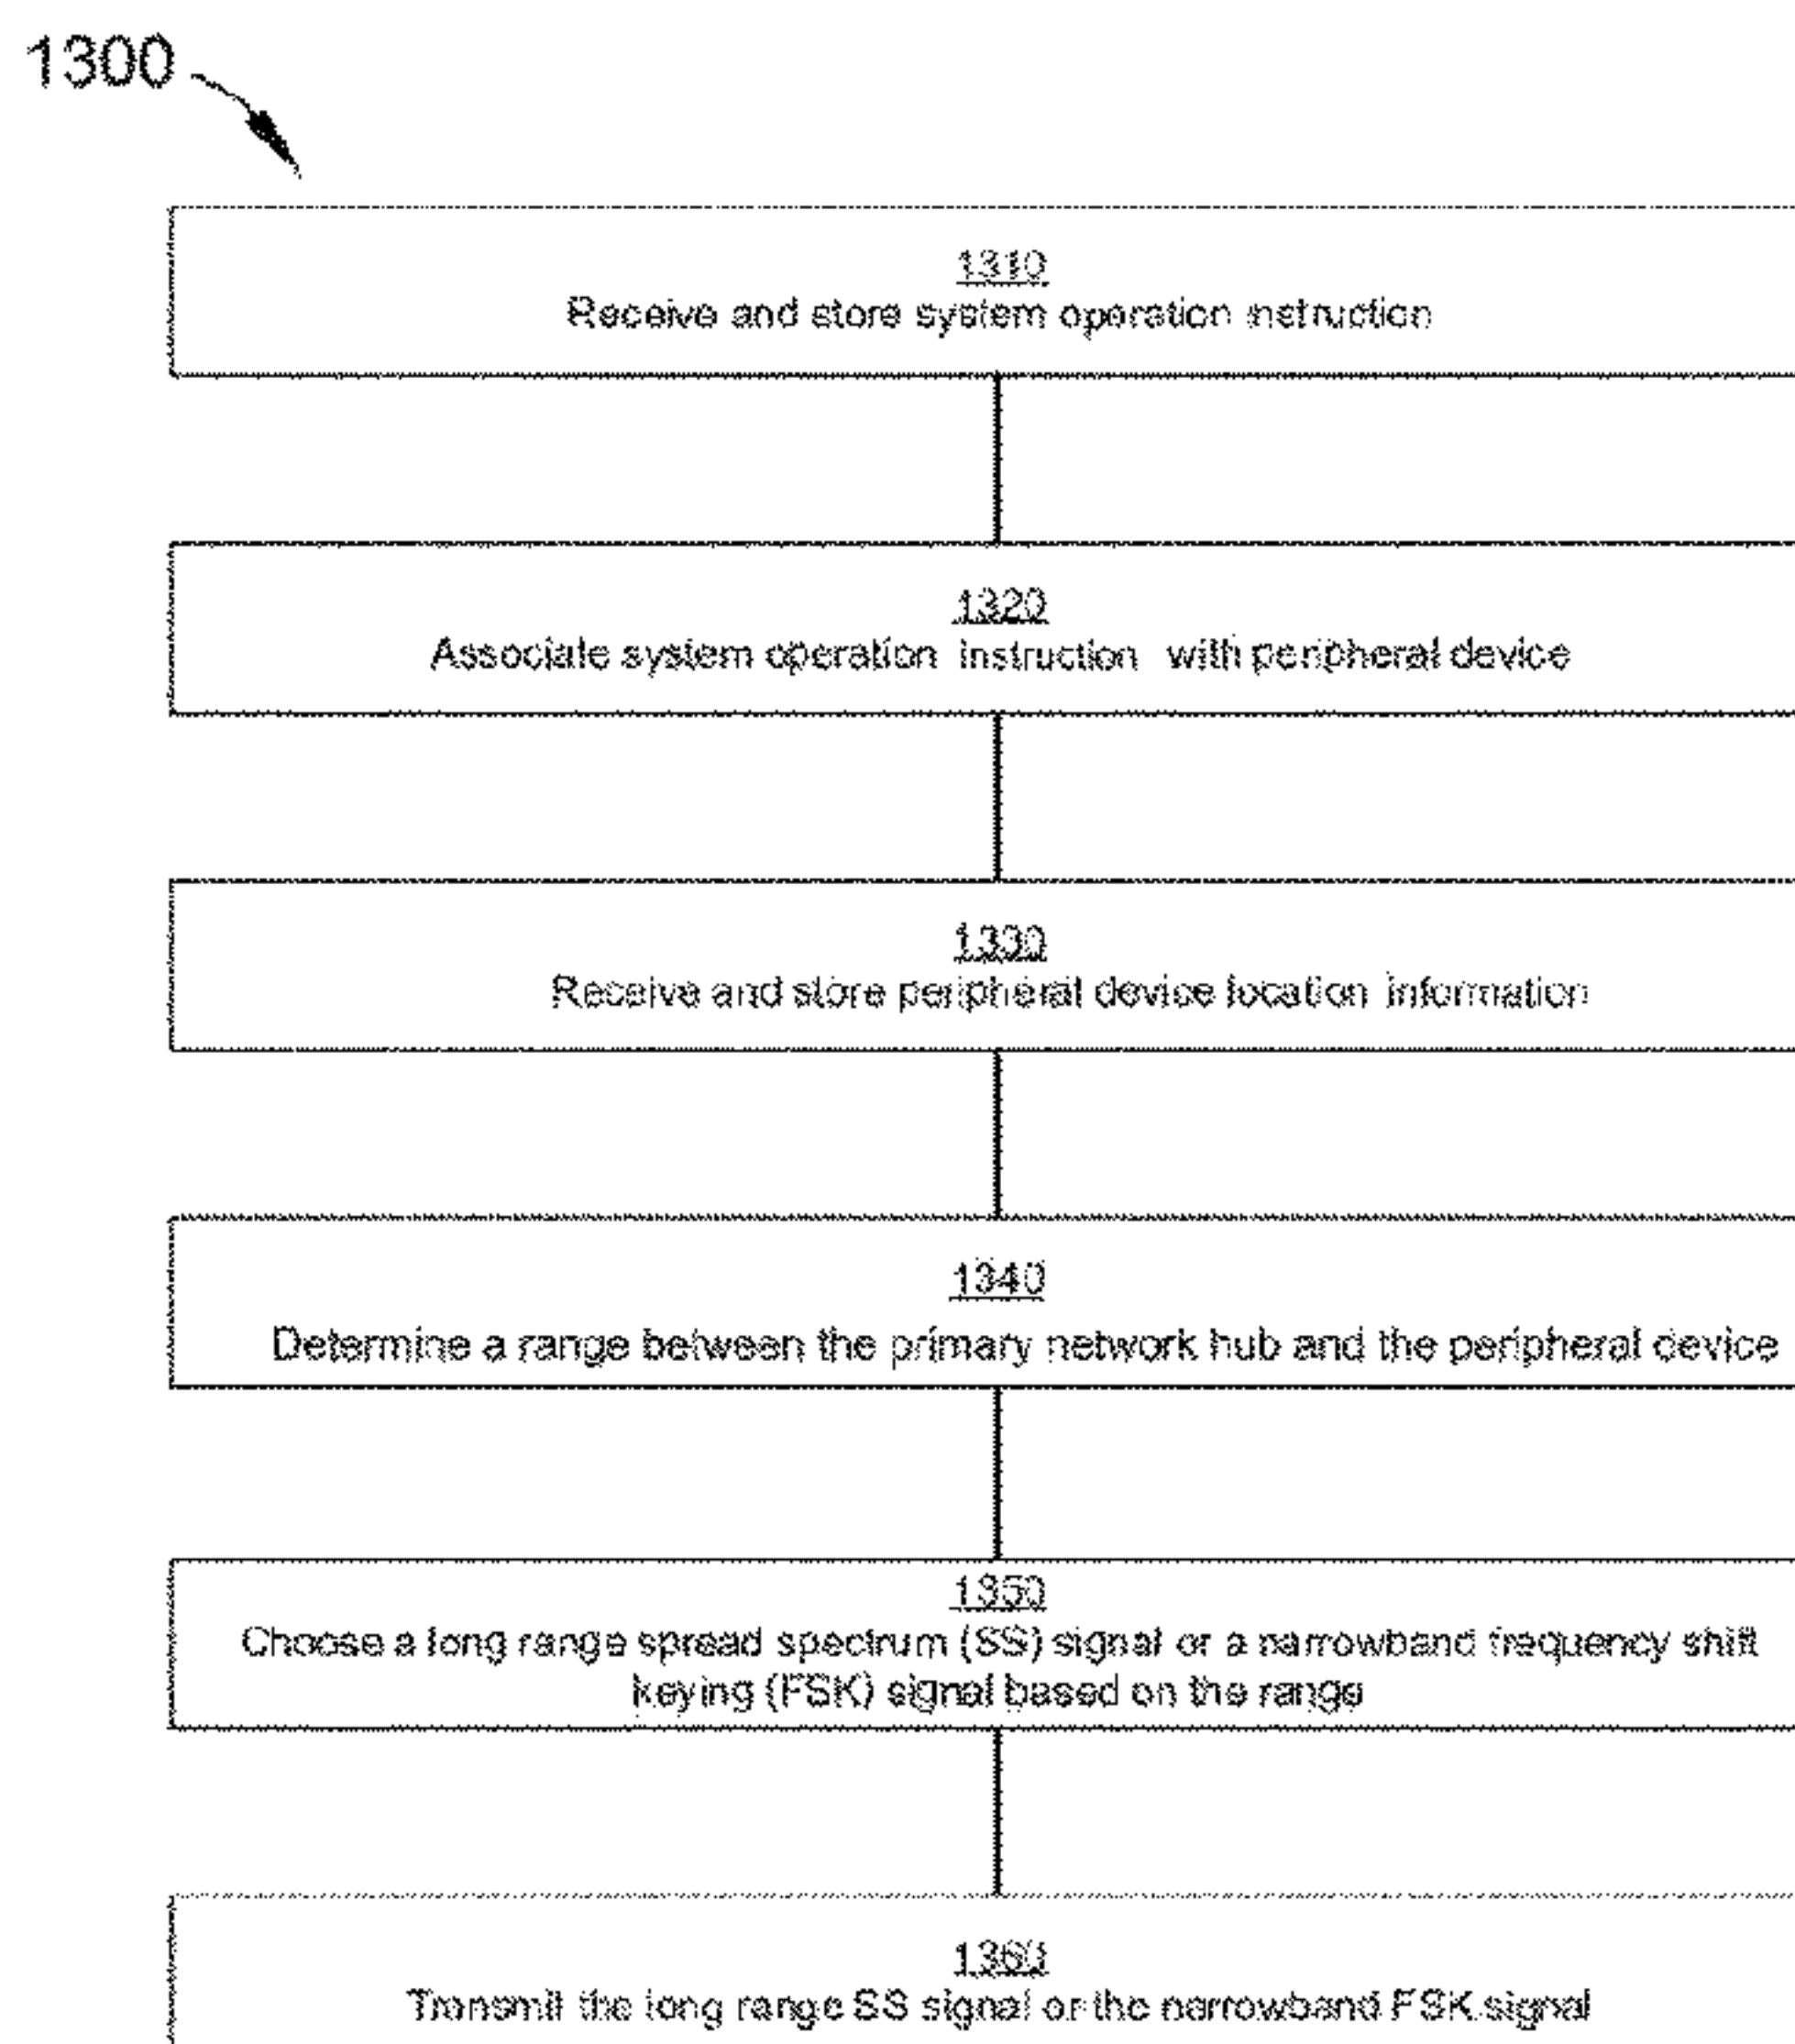 1300
1310
Receive and store system operation instruction
1320
Associate system operation instruction with peripheral device
1330
Receive and store peripheral device location information
1340
Determine a range between the primary network hub and the peripheral device
1350
Choose a long range spread spectrum (SS) signal or a narrowband frequency shift
keying (FSK) signal based on the range
1360
Transmit the long range SS signal or the narrowband FSK signal